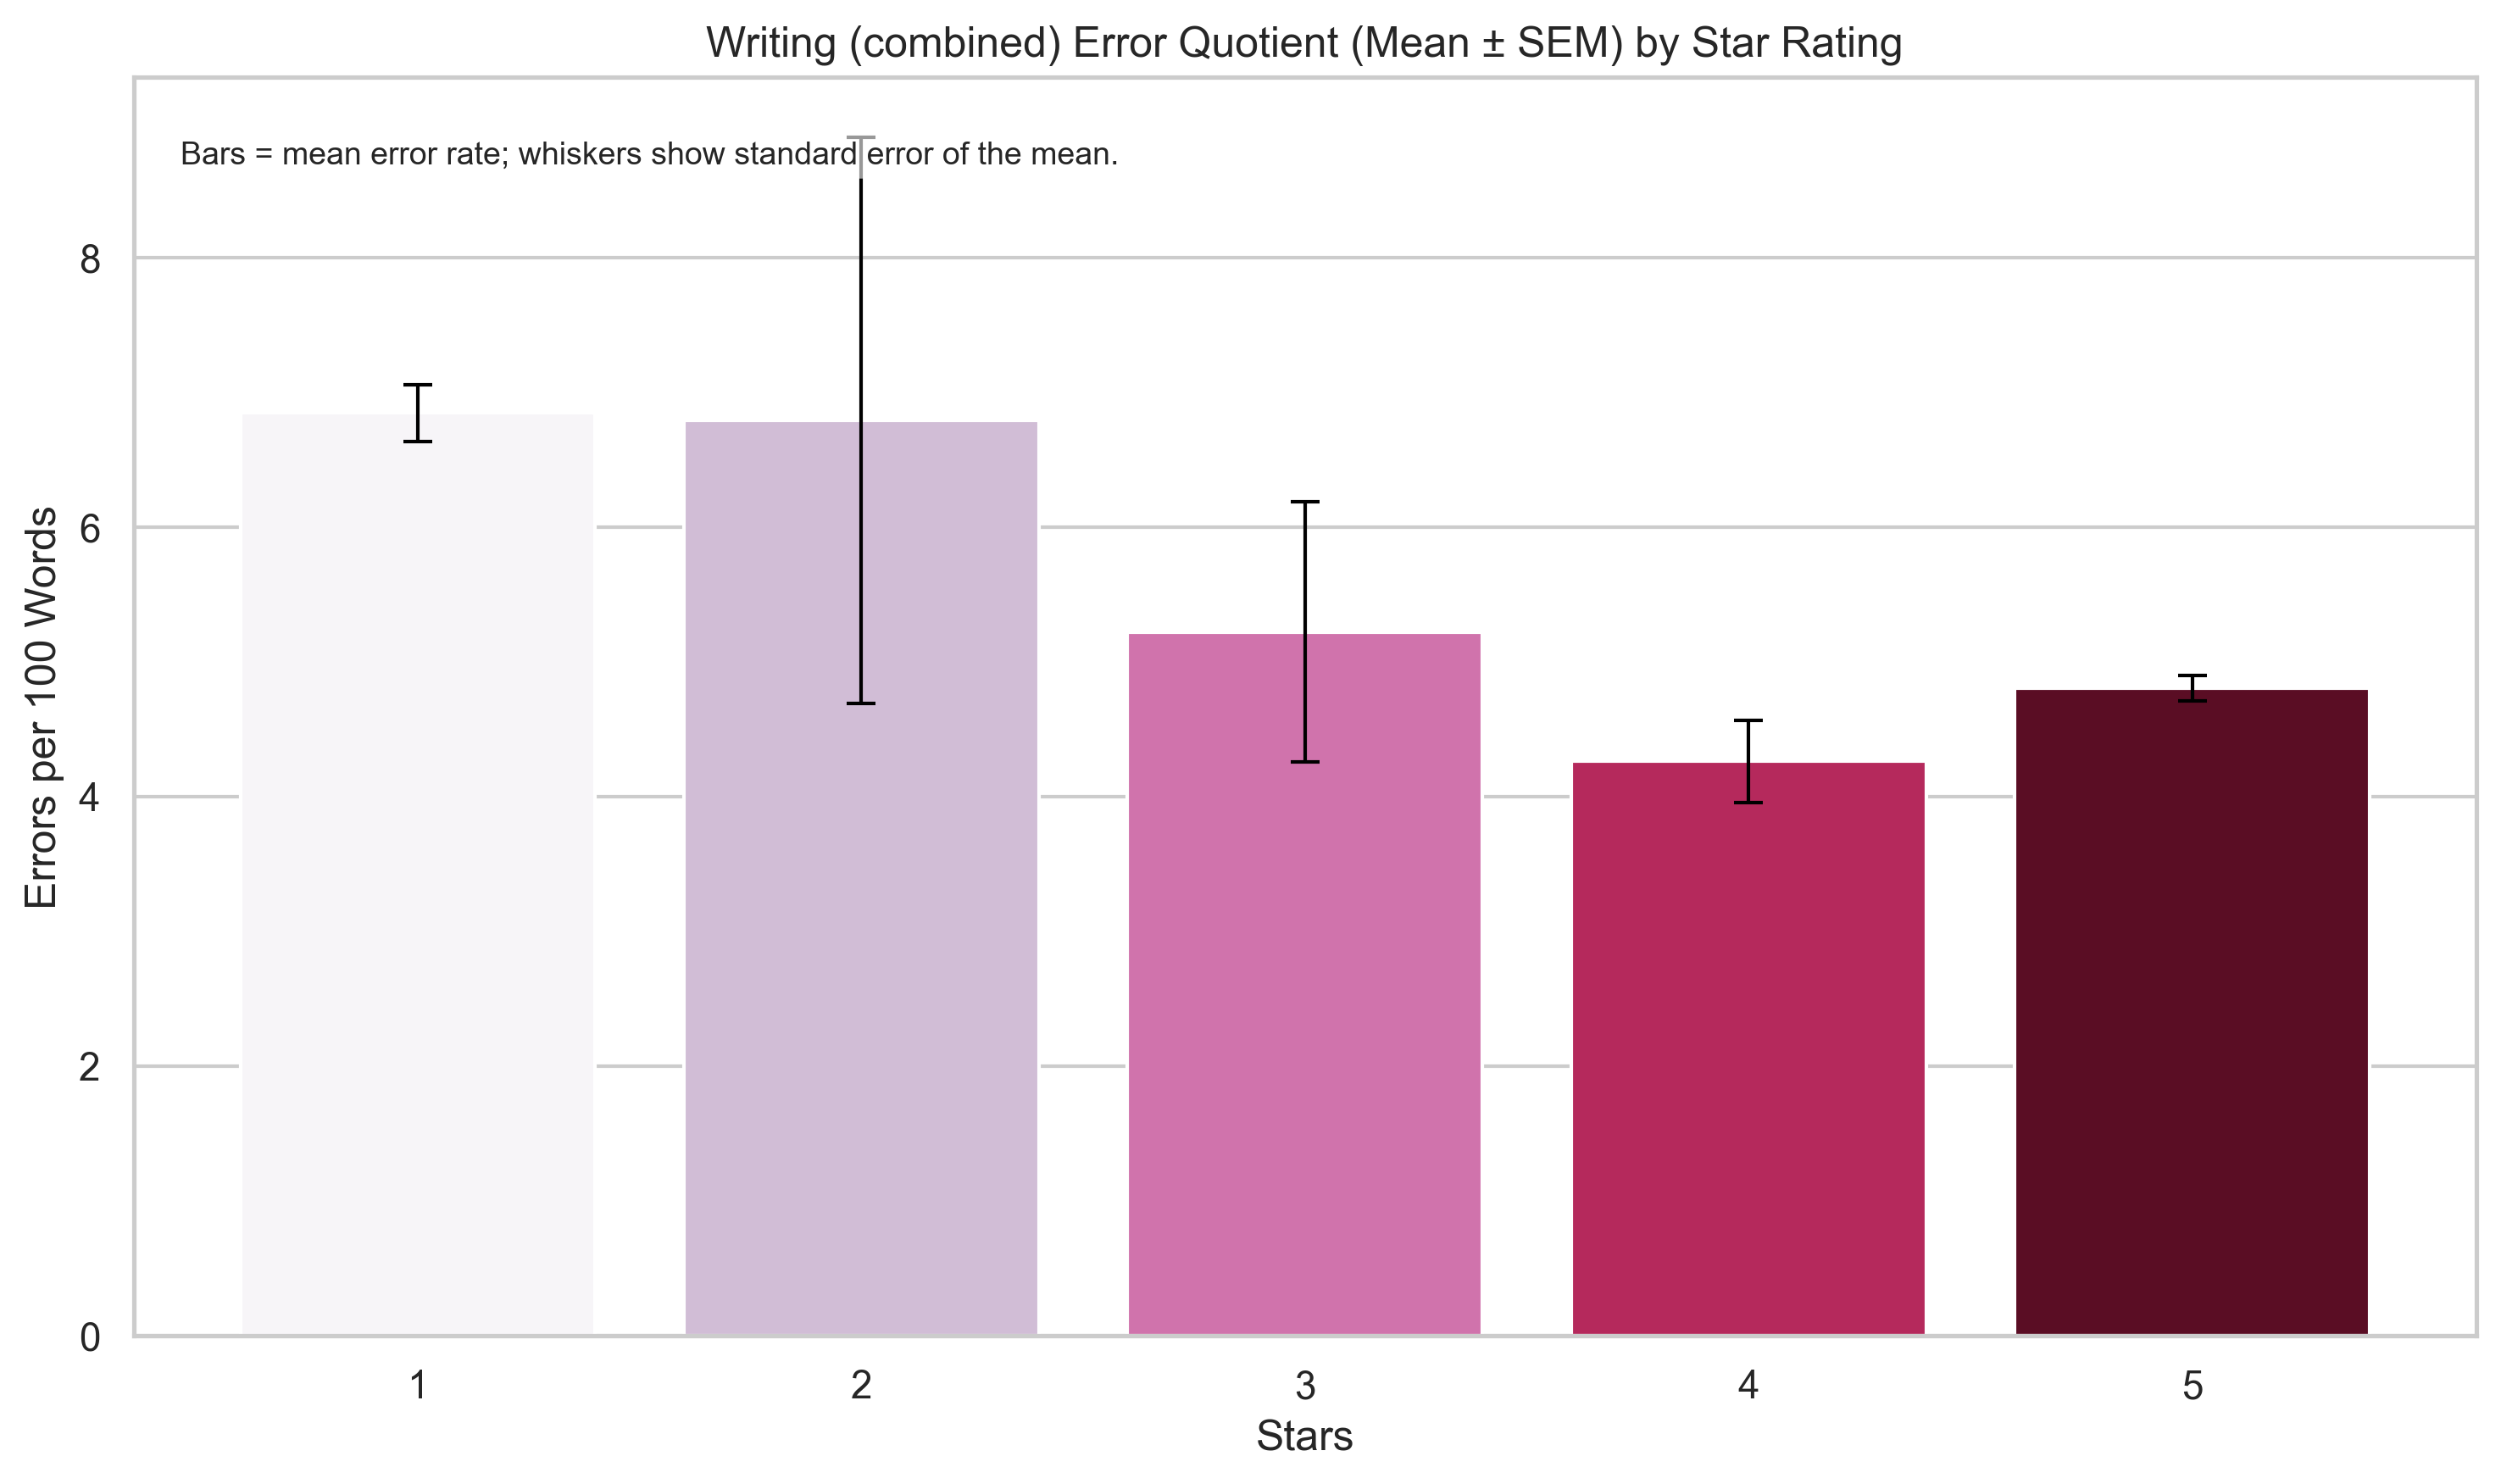 Writing (combined) Error Quotient (Mean ± SEM) by Star Rating
Bars = mean error rate; whiskers show standard error of the mean.
Errors per 100 Words
8
6
4
2
0
1 2 3 4 5
Stars